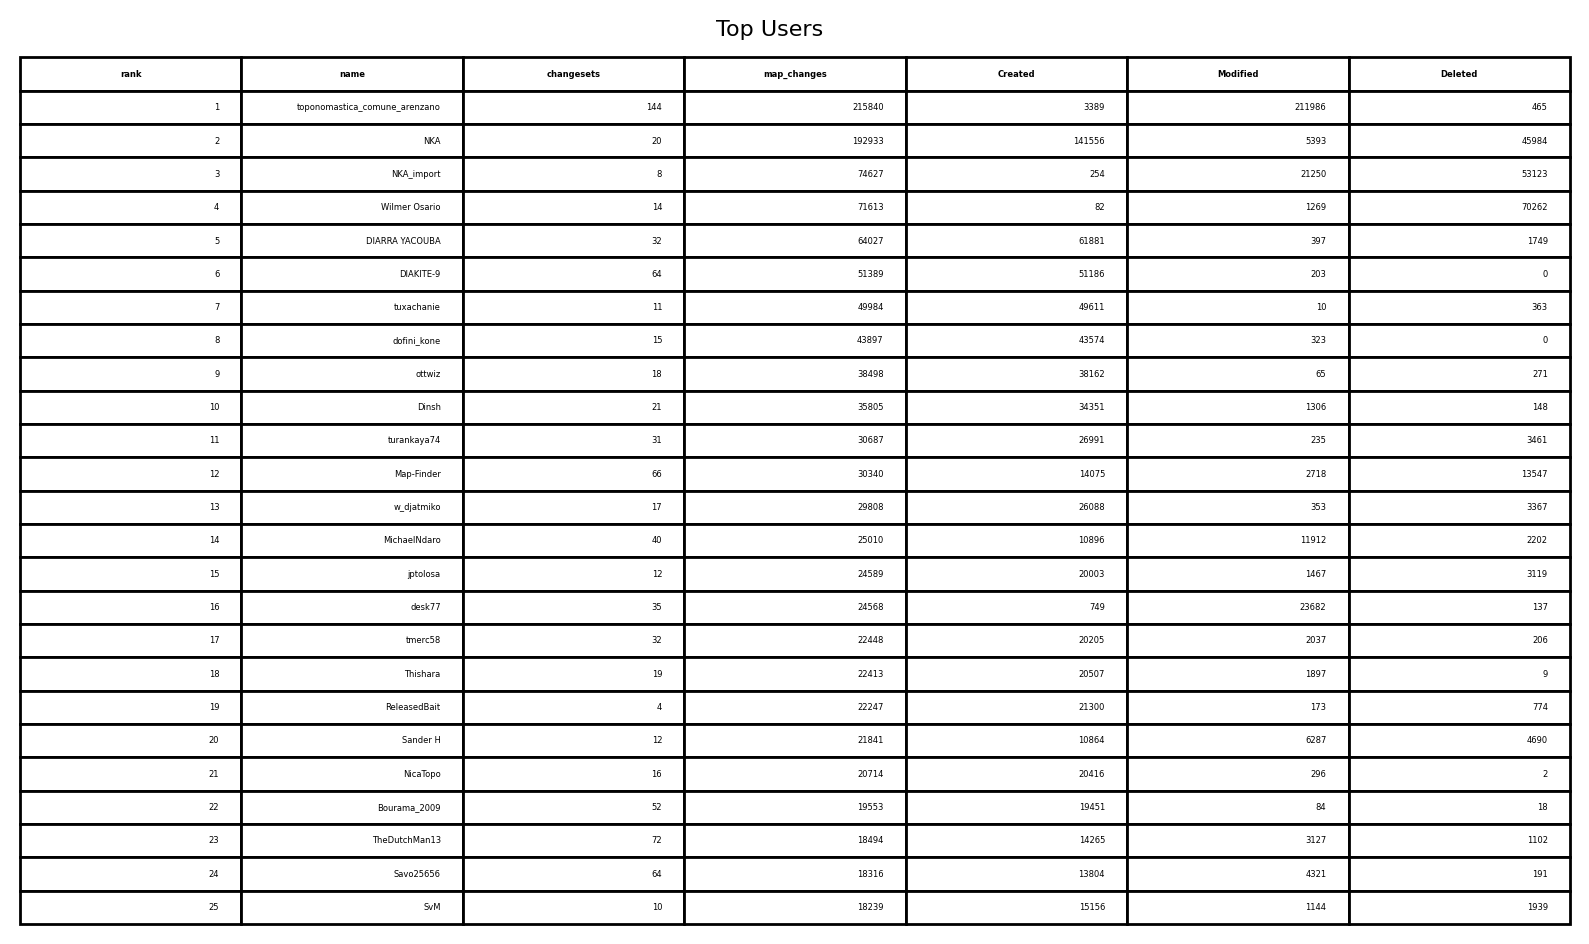 Top Users
rank name changesets map_changes Created Modified Deleted
1 toponomastica_comune_arenzano 144 215840 3389 211986 465
2 NKA 20 192933 141556 5393 45984
3 NKA_import 8 74627 254 21250 53123
4 Wilmer Osario 14 71613 82 1269 70262
5 DIARRA YACOUBA 32 64027 61881 397 1749
6 DIAKITE-9 64 51389 51186 203 0
7 tuxachanie 11 49984 49611 10 363
8 dofini_kone 15 43897 43574 323 0
9 ottwiz 18 38498 38162 65 271
10 Dinsh 21 35805 34351 1306 148
11 turankaya74 31 30687 26991 235 3461
12 Map-Finder 66 30340 14075 2718 13547
13 w_djatmiko 17 29808 26088 353 3367
14 MichaelNdaro 40 25010 10896 11912 2202
15 jptolosa 12 24589 20003 1467 3119
16 desk77 35 24568 749 23682 137
17 tmerc58 32 22448 20205 2037 206
18 Thishara 19 22413 20507 1897 9
19 ReleasedBait 4 22247 21300 173 774
20 Sander H 12 21841 10864 6287 4690
21 NicaTopo 16 20714 20416 296 2
22 Bourama_2009 52 19553 19451 84 18
23 TheDutchMan13 72 18494 14265 3127 1102
24 Savo25656 64 18316 13804 4321 191
25 SvM 10 18239 15156 1144 1939